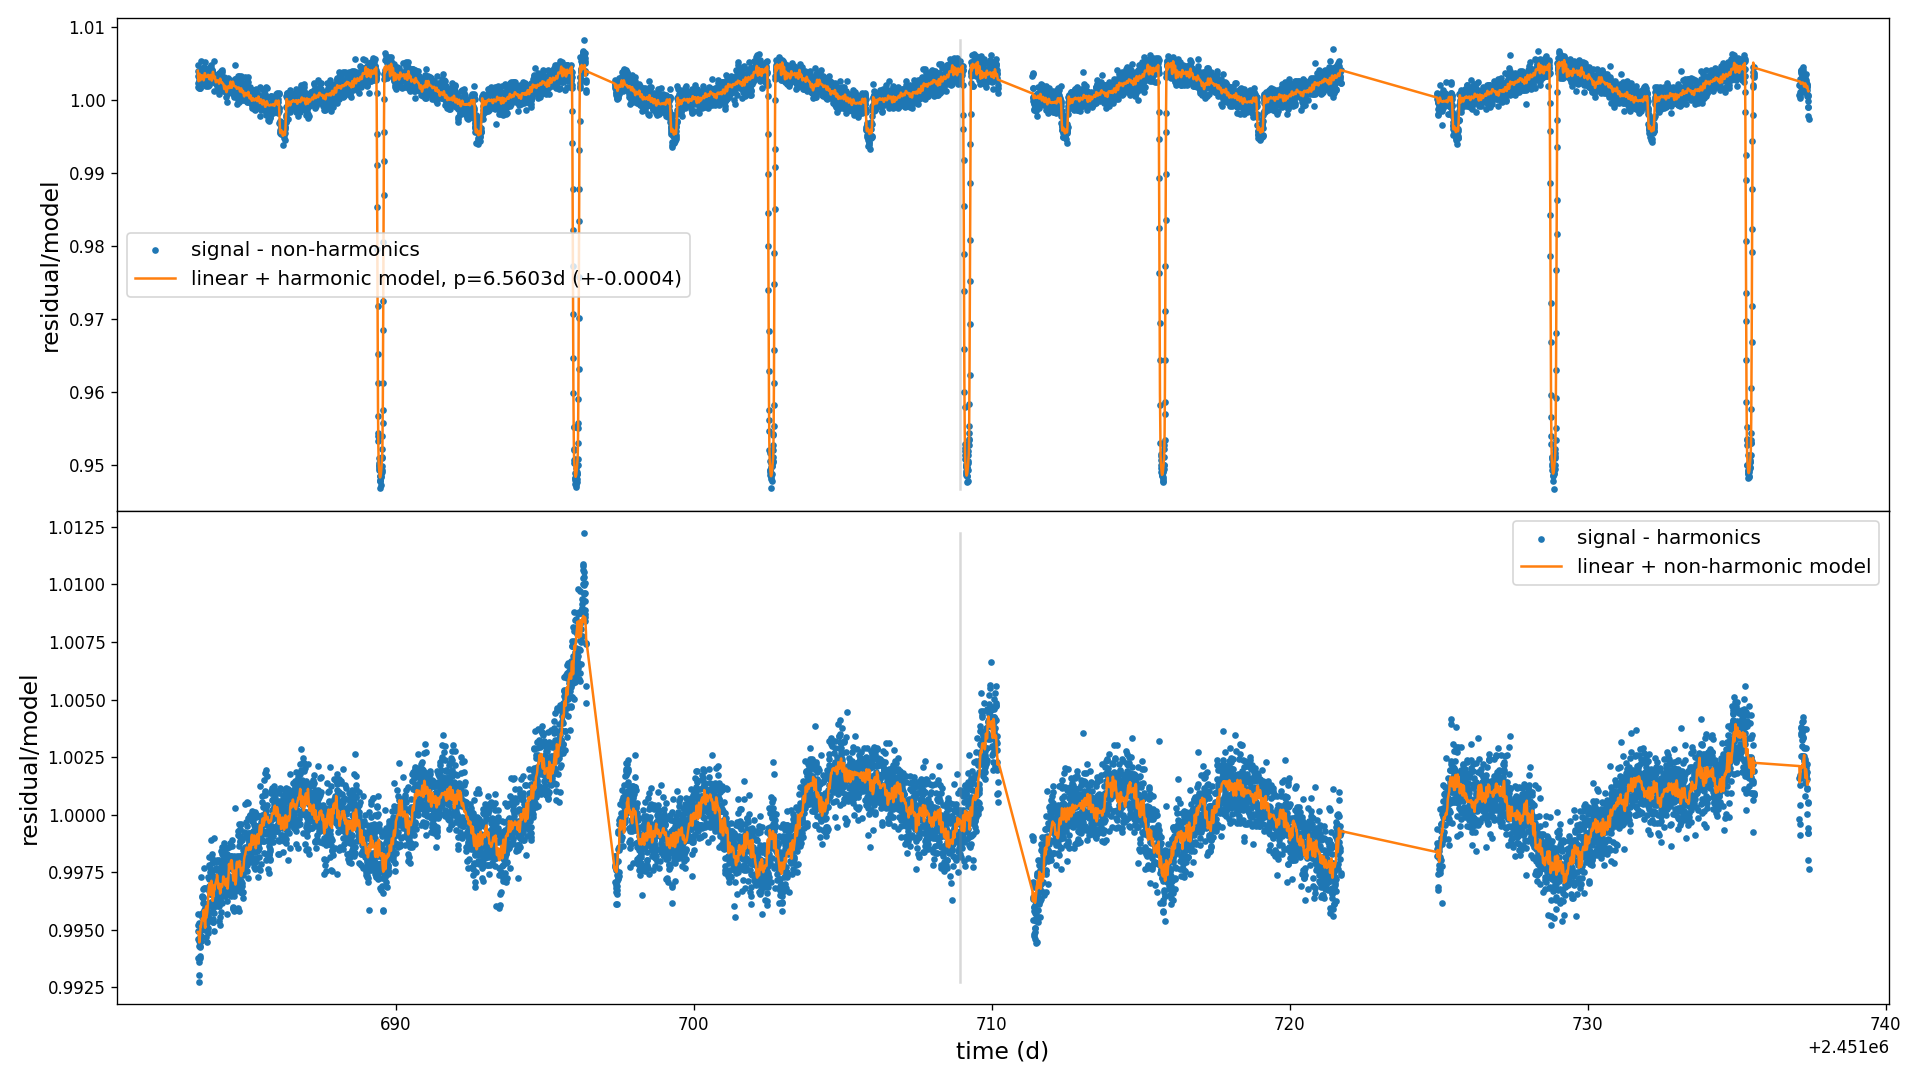 1.01
1.00
0.99
0.98
0.97
0.96
0.95
residual/model
signal - non-harmonics
linear + harmonic model, p=6.5603d (+-0.0004)
1.0125
1.0100
1.0075
1.0050
1.0025
1.0000
0.9975
0.9950
0.9925
residual/model
signal - harmonics
linear + non-harmonic model
690
700
710
720
730
740
time (d)
+2.451e6